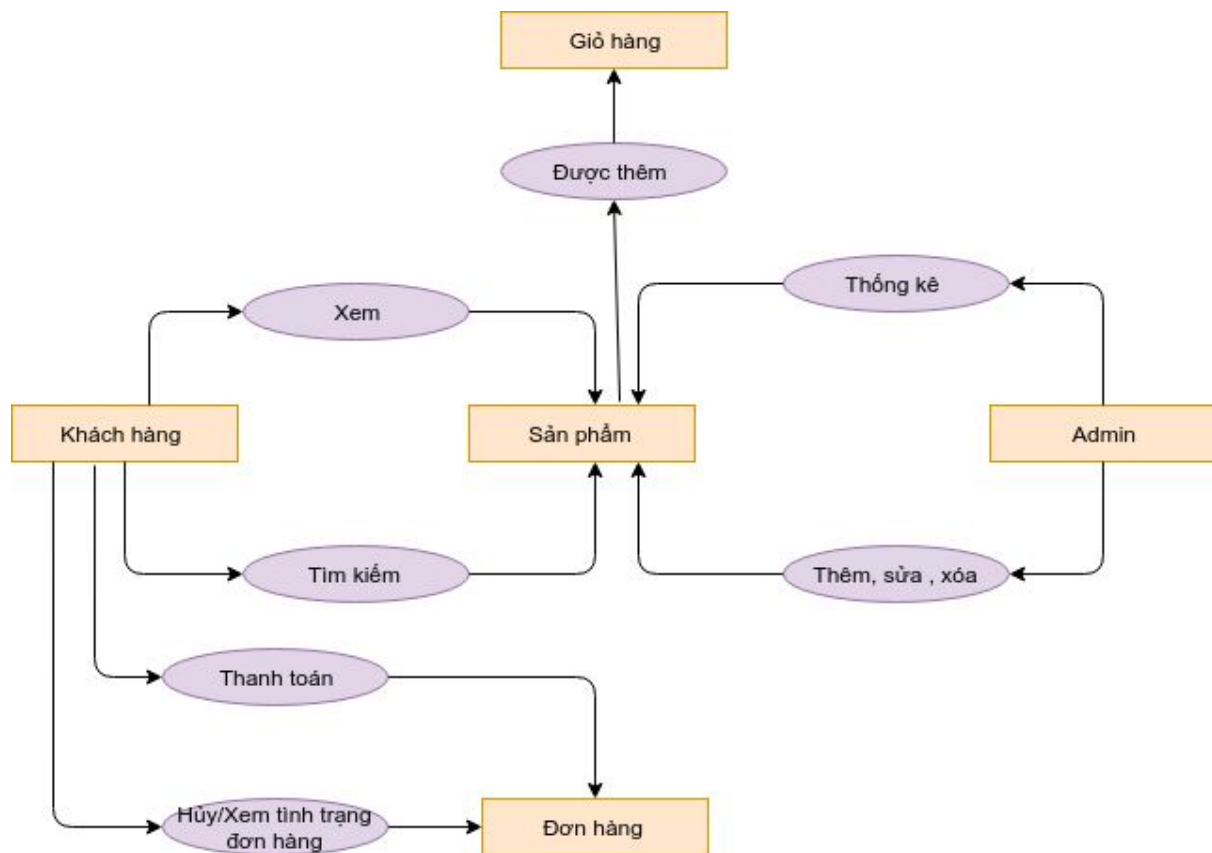 Giỏ hàng
Được thêm
Thống kê
Xem
Khách hàng
Sản phẩm
Admin
Tìm kiếm
Thêm, sửa , xóa
Thanh toán
Hủy/Xem tình trạng
đơn hàng
Đơn hàng